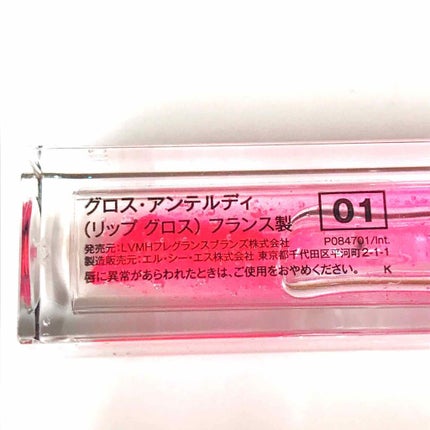 グロス・アンテルディ
(リップ グロス) フランス製
01
P084701/Int.
発売元:LVMHフレグランスブランズ株式会社
製造販売元:エル・シー・エス株式会社 東京都千代田区平河町2-1-1
唇に異常があらわれたときは、ご使用をおやめください。 K